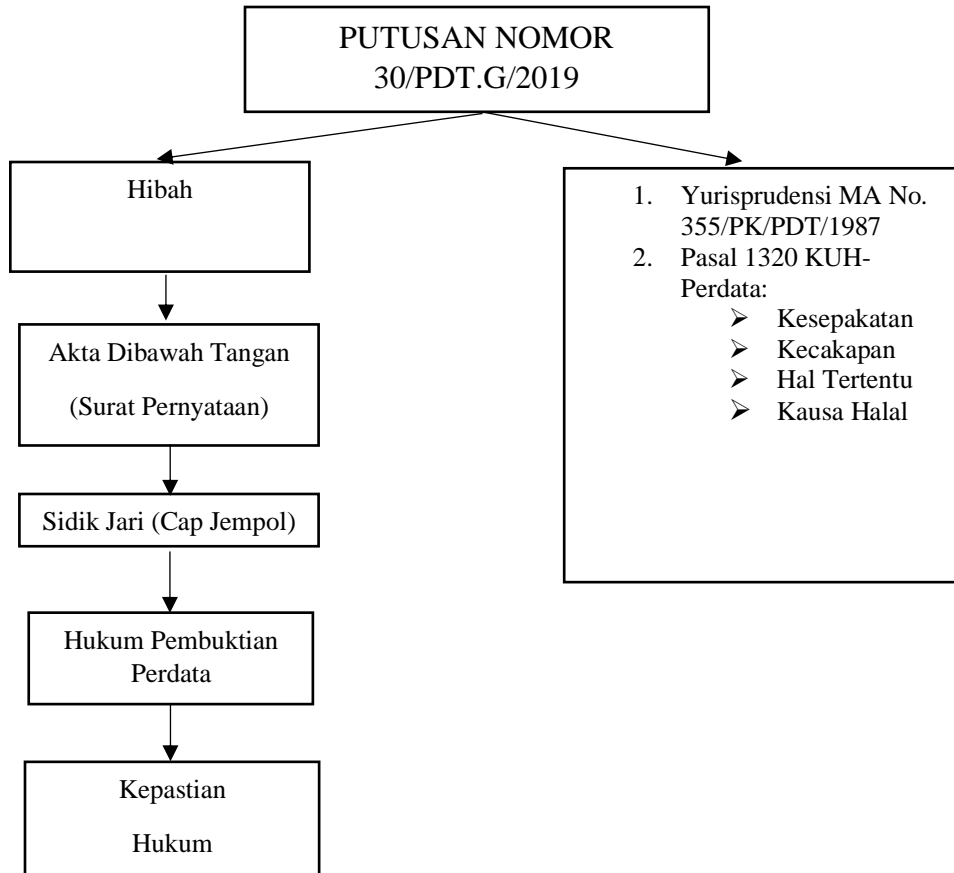 PUTUSAN NOMOR
30/PDT.G/2019
Hibah
Akta Dibawah Tangan
(Surat Pernyataan)
Sidik Jari (Cap Jempol)
Hukum Pembuktian
Perdata
Kepastian
Hukum
1. Yurisprudensi MA No.
355/PK/PDT/1987
2. Pasal 1320 KUH-
Perdata:
➢ Kesepakatan
➢ Kecakapan
➢ Hal Tertentu
➢ Kausa Halal